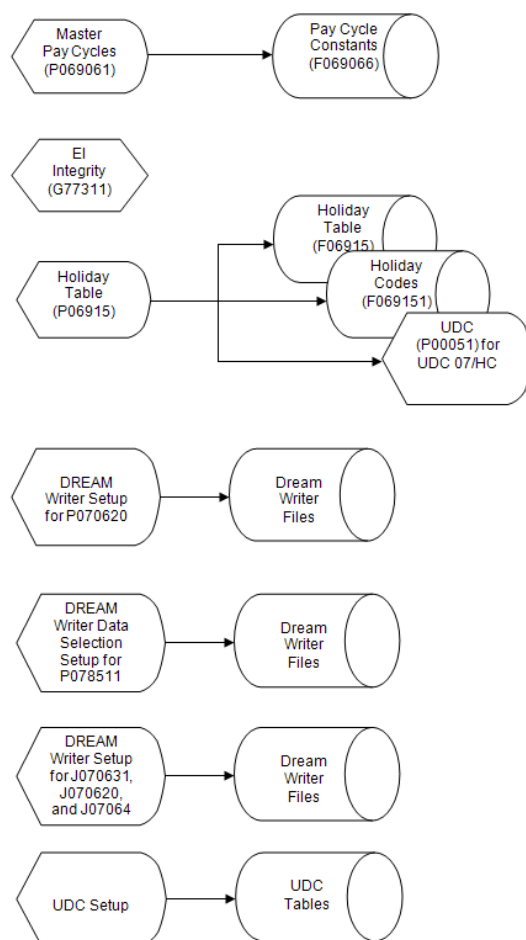 Master
Pay Cycles
(P069061)
Pay Cycle
Constants
(F069066)
EI
Integrity
(G77311)
Holiday
Table
(P06915)
Holiday
Table
(F06915)
Holiday
Codes
(F069151)
UDC
(P00051) for
UDC 07/HC
DREAM
Writer Setup
for P070620
Dream
Writer
Files
DREAM
Writer Data
Selection
Setup for
P078511
Dream
Writer
Files
DREAM
Writer Setup
for J070631,
J070620,
and J07064
Dream
Writer
Files
UDC Setup
UDC
Tables